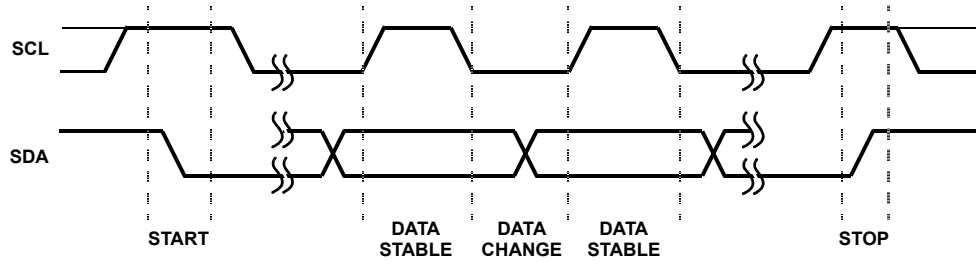 SCL
SDA
START
DATA
STABLE
DATA
CHANGE
DATA
STABLE
STOP